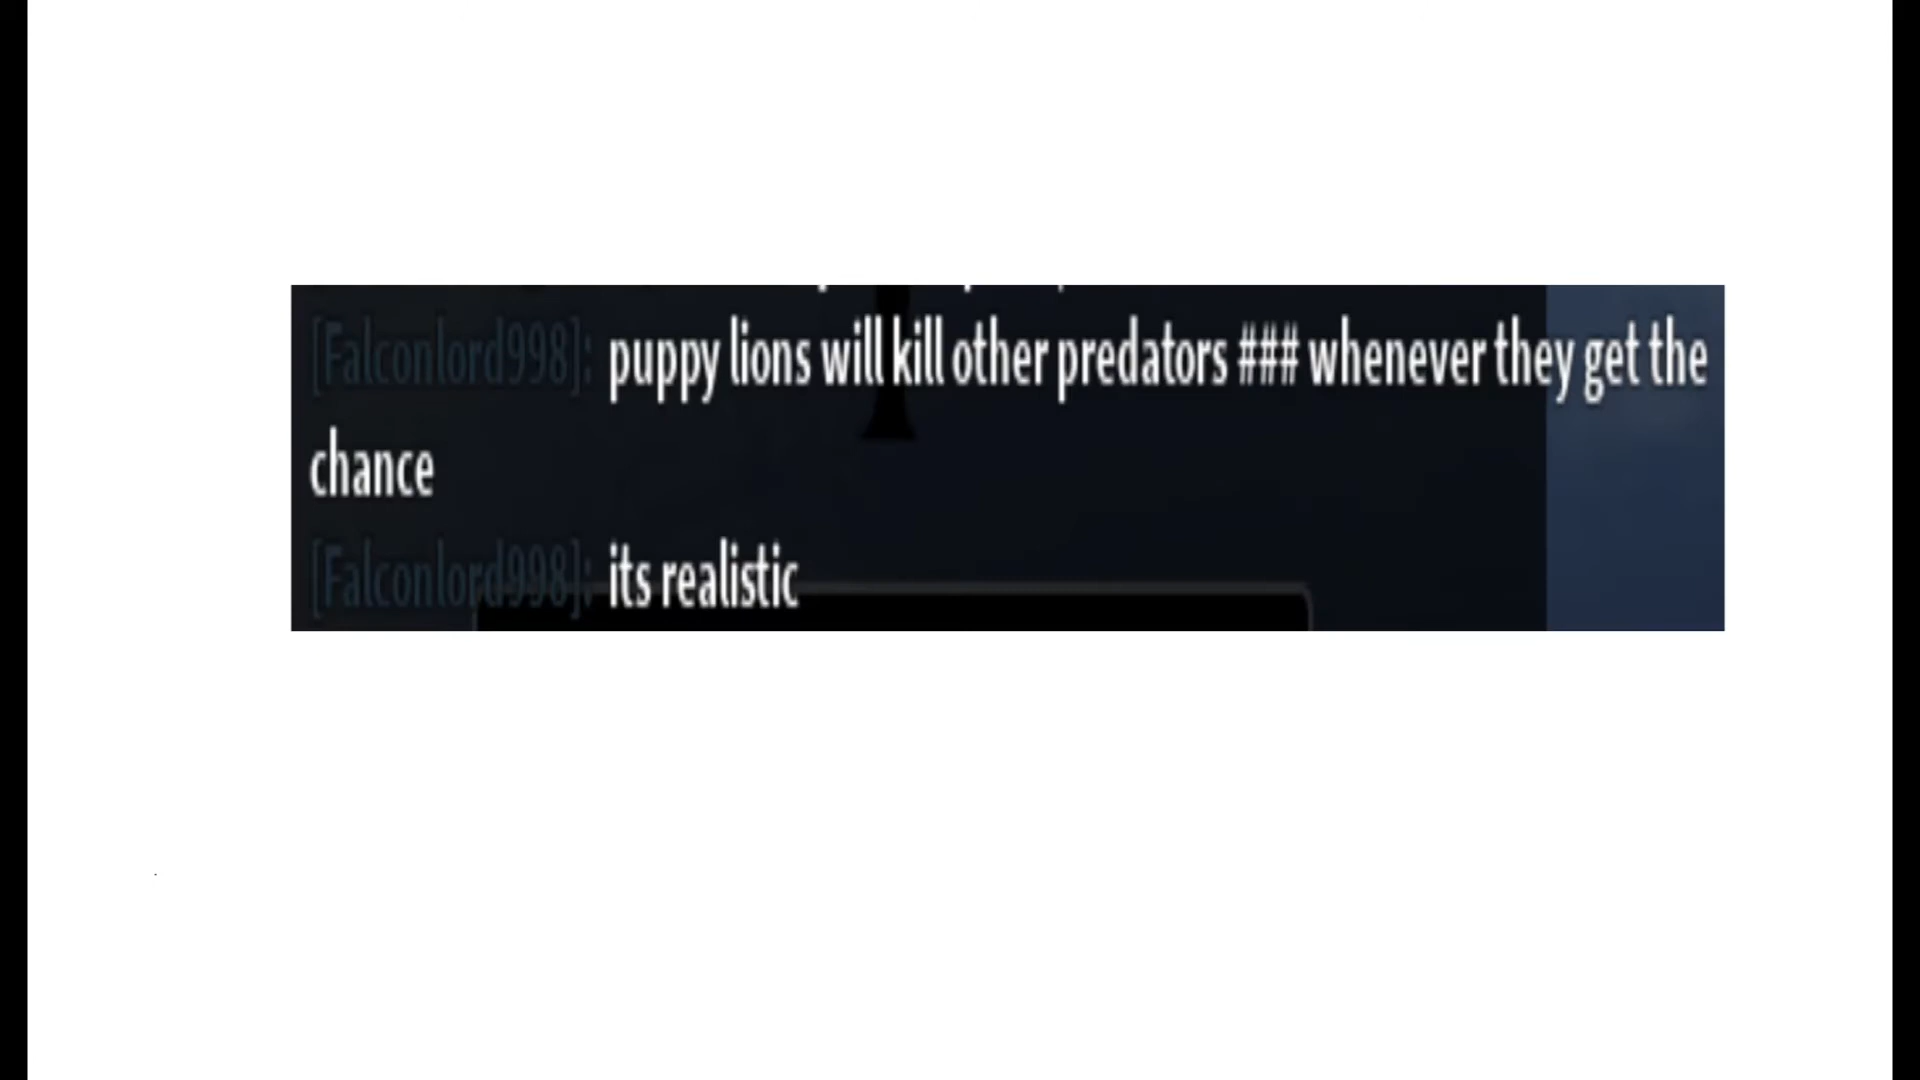 [Falconlord998]: puppy lions will kill other predators ### whenever they get the
chance
[Falconlord998]: its realistic